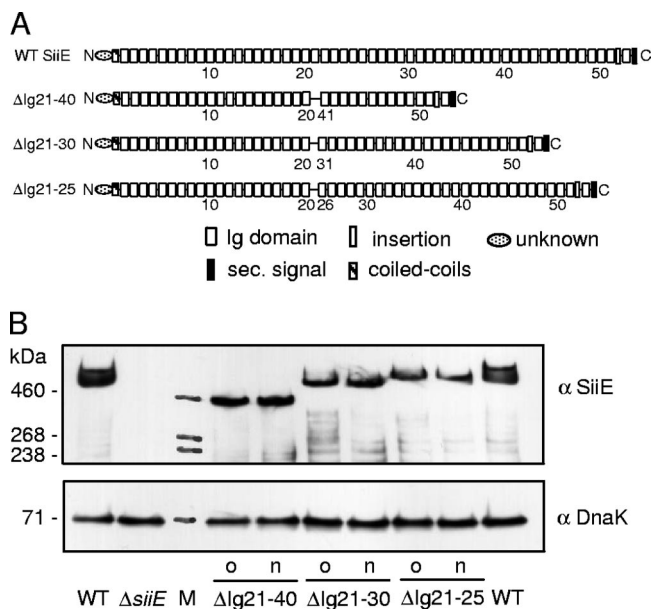 A
WT SiiE N C
10 20 30 40 50
ΔIg21-40 N C
10 20 41 50
ΔIg21-30 N C
10 20 31 40 50
ΔIg21-25 N C
10 20 26 30 40 50
Ig domain insertion unknown
sec. signal coiled-coils
B
kDa
460 - α SiiE
268 -
238 -
71 - α DnaK
o n o n o n
WT ΔsiiE M ΔIg21-40 ΔIg21-30 ΔIg21-25 WT